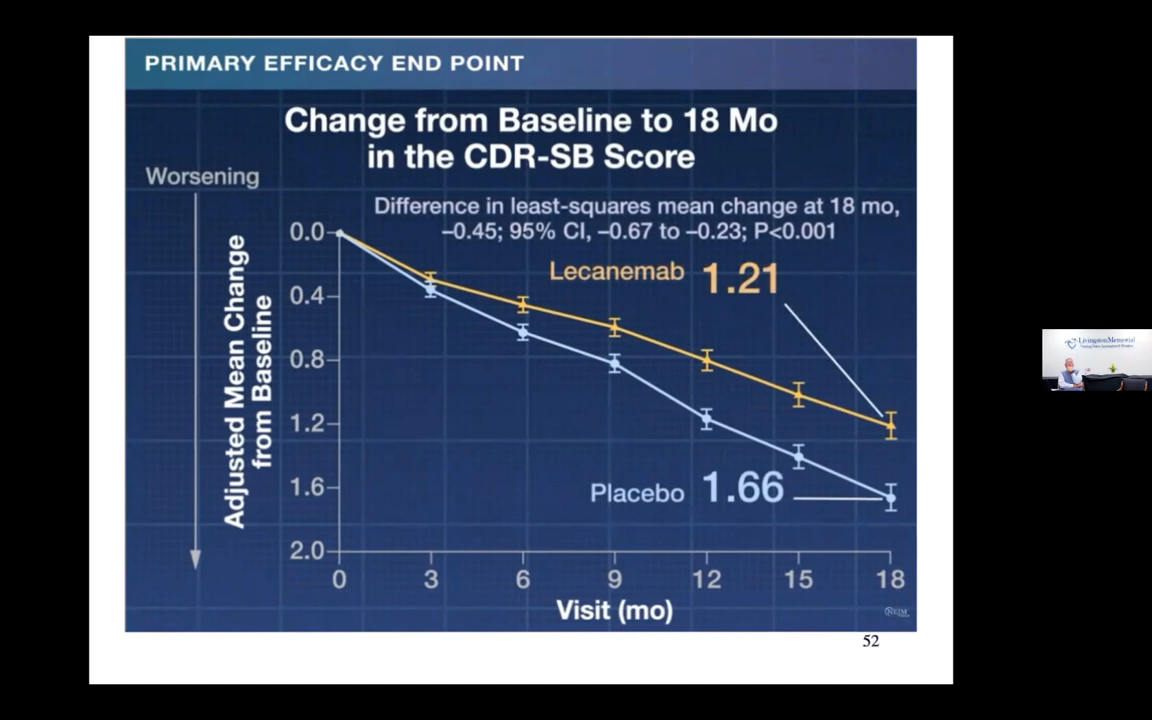 PRIMARY EFFICACY END POINT
Change from Baseline to 18 Mo
in the CDR-SB Score
Worsening
Difference in least-squares mean change at 18 mo,
–0.45; 95% CI, –0.67 to –0.23; P<0.001
Adjusted Mean Change
from Baseline
0.0
0.4
0.8
1.2
1.6
2.0
Lecanemab 1.21
Placebo 1.66
0 3 6 9 12 15 18
Visit (mo)
NEJM
52
LivingstonMemorial